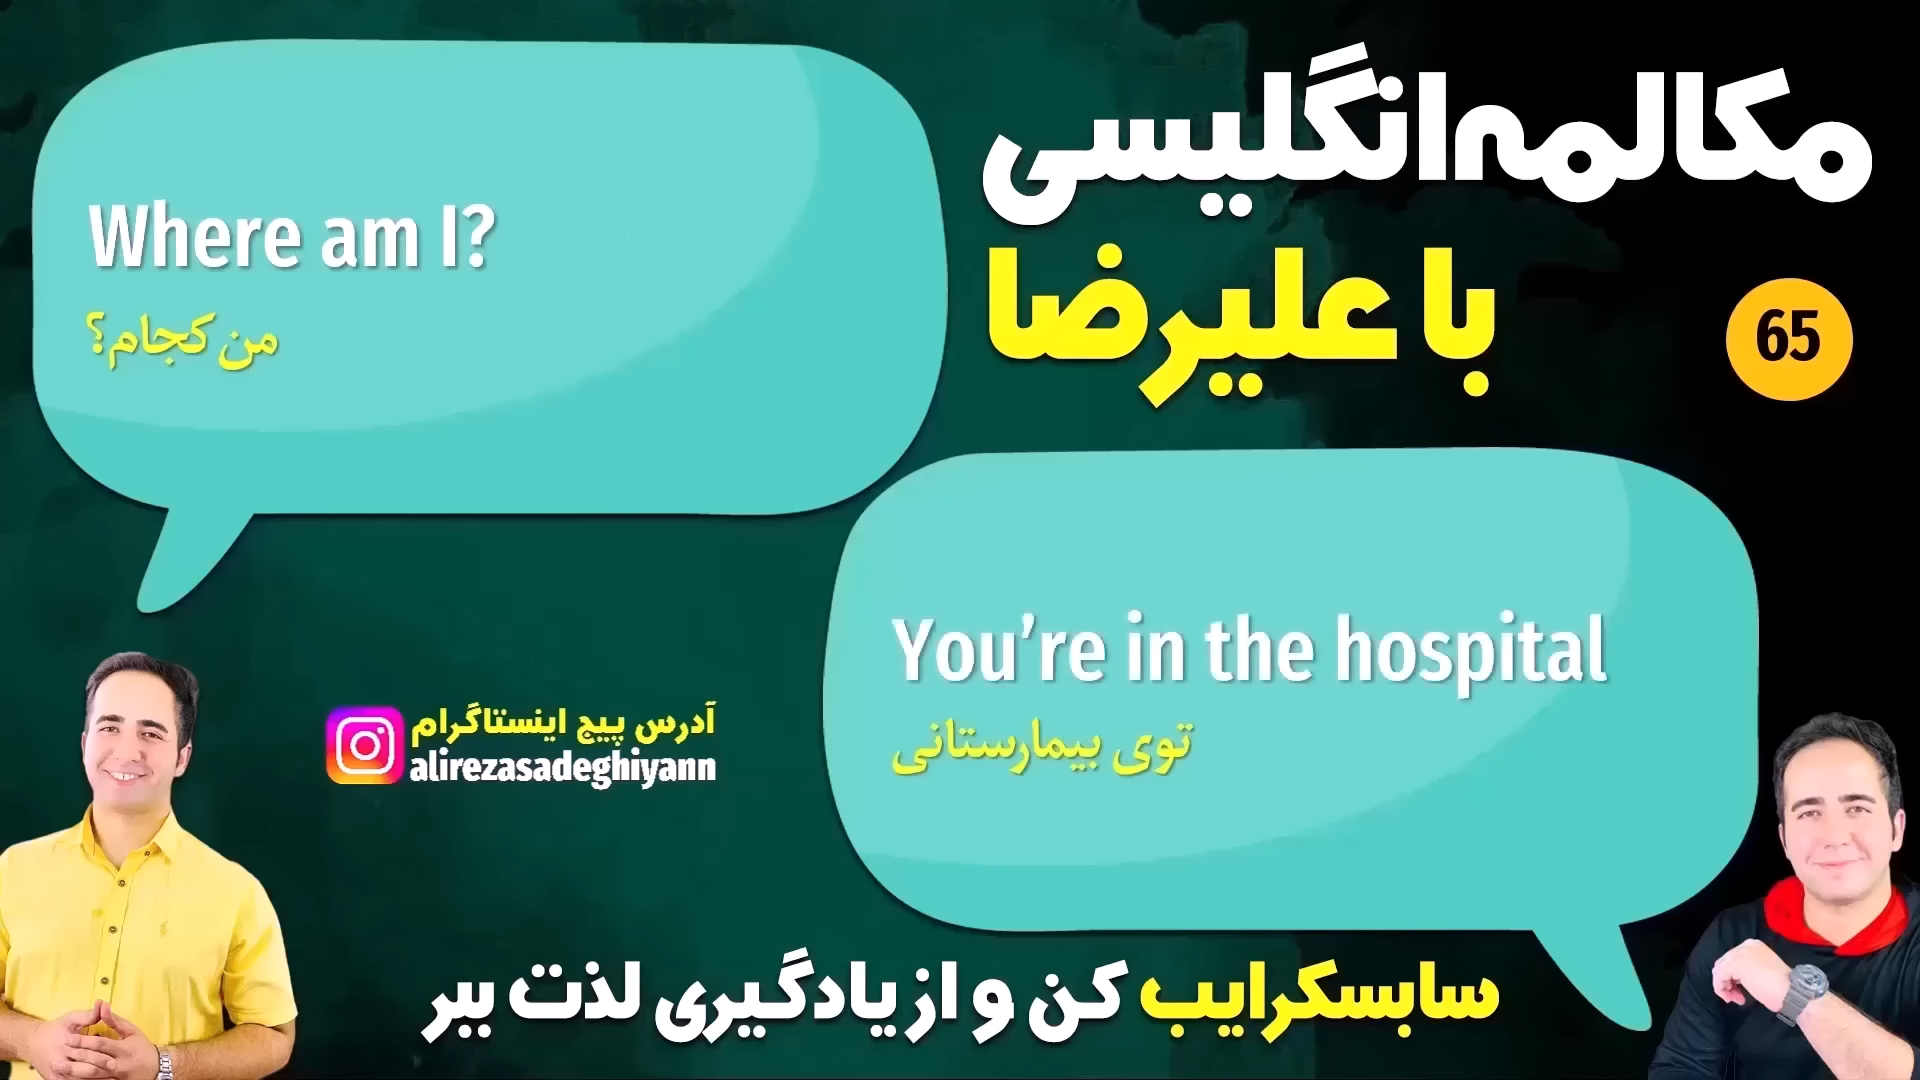 مکالمه انگلیسی
با علیرضا
65
Where am I?
من کجام؟
You’re in the hospital
توی بیمارستانی
آدرس پیج اینستاگرام
alirezasadeghiyann
سابسکرایب کن و از یادگیری لذت ببر